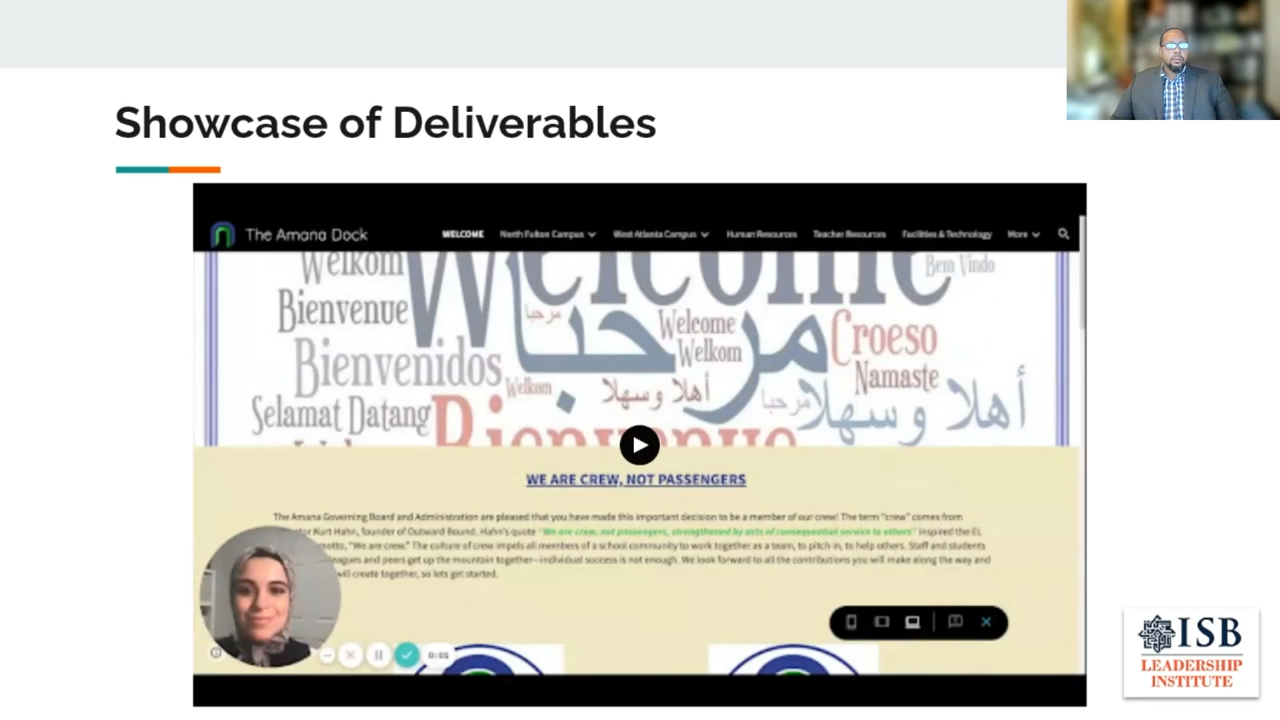 Showcase of Deliverables
The Amana Dock
WELCOME North Fulton Campus West Atlanta Campus Human Resources Teacher Resources Facilities & Technology More
Welkom Welcome Bem Vindo
Bienvenue مرحبا Welcome مرحبا Croeso
Welkom
Bienvenidos Welkom أهلا و سهلا Namaste
مرحبا أهلا و سهلا
Selamat Datang Bienvenue
WE ARE CREW, NOT PASSENGERS
The Amana Governing Board and Administration are pleased that you have made this important decision to be a member of our crew! The term "crew" comes from
Kurt Hahn, founder of Outward Bound. Hahn's quote "We are crew, not passengers, strengthened by acts of consequential service to others" inspired the EL
motto, "We are crew." The culture of crew impels all members of a school community to work together as a team, to pitch in, to help others. Staff and students
leagues and peers get up the mountain together—individual success is not enough. We look forward to all the contributions you will make along the way and
will create together, so lets get started.
0:01
ISB
LEADERSHIP
INSTITUTE